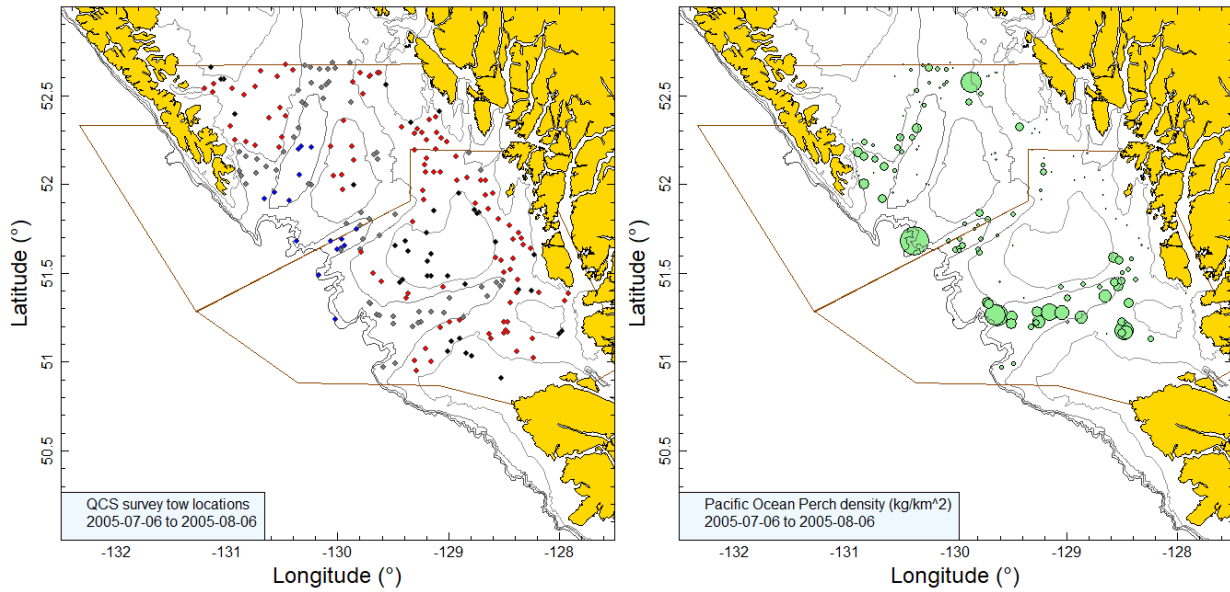 52.5
52
51.5
51
50.5
Latitude (°)
QCS survey tow locations
2005-07-06 to 2005-08-06
-132
-131
-130
-129
-128
Longitude (°)
52.5
52
51.5
51
50.5
Latitude (°)
Pacific Ocean Perch density (kg/km^2)
2005-07-06 to 2005-08-06
-132
-131
-130
-129
-128
Longitude (°)